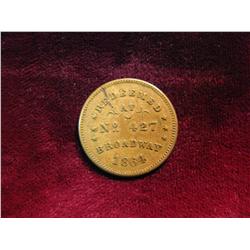 REDEEMED
AT
No 427
BROADWAY
1864